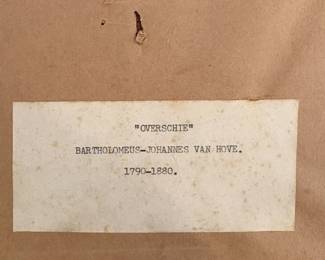 "OVERSCHIE"
BARTHOLOMEUS-JOHANNES VAN HOVE.
1790-1880.